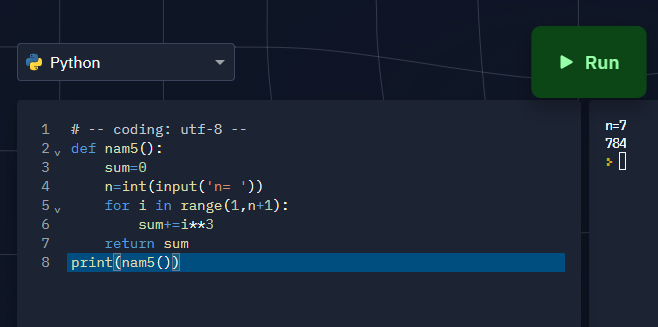 Python
Run
1 # -- coding: utf-8 --
2 def nam5():
3     sum=0
4     n=int(input('n= '))
5     for i in range(1,n+1):
6         sum+=i**3
7     return sum
8 print(nam5())
n=7
784
>